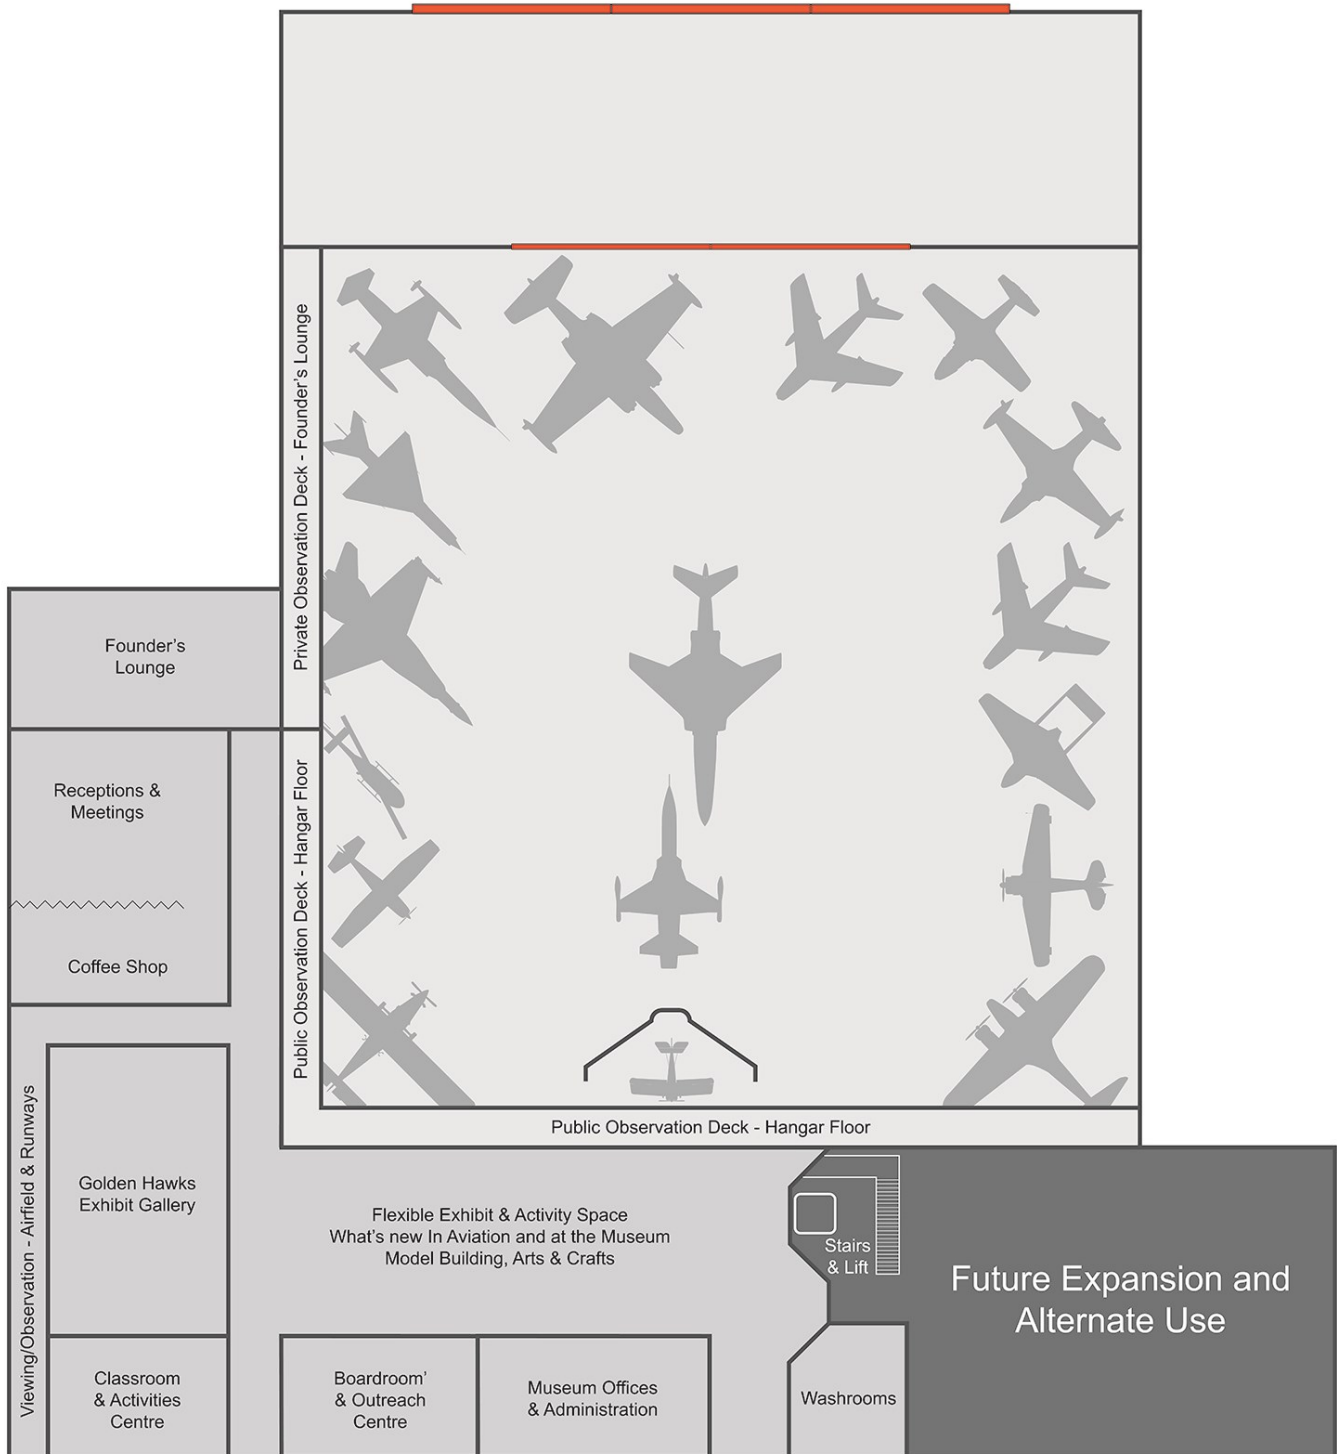 Private Observation Deck - Founder's Lounge
Founder's
Lounge
Receptions &
Meetings
Coffee Shop
Public Observation Deck - Hangar Floor
Public Observation Deck - Hangar Floor
Viewing/Observation - Airfield & Runways
Golden Hawks
Exhibit Gallery
Flexible Exhibit & Activity Space
What's new In Aviation and at the Museum
Model Building, Arts & Crafts
Stairs
& Lift
Future Expansion and
Alternate Use
Classroom
& Activities
Centre
Boardroom'
& Outreach
Centre
Museum Offices
& Administration
Washrooms